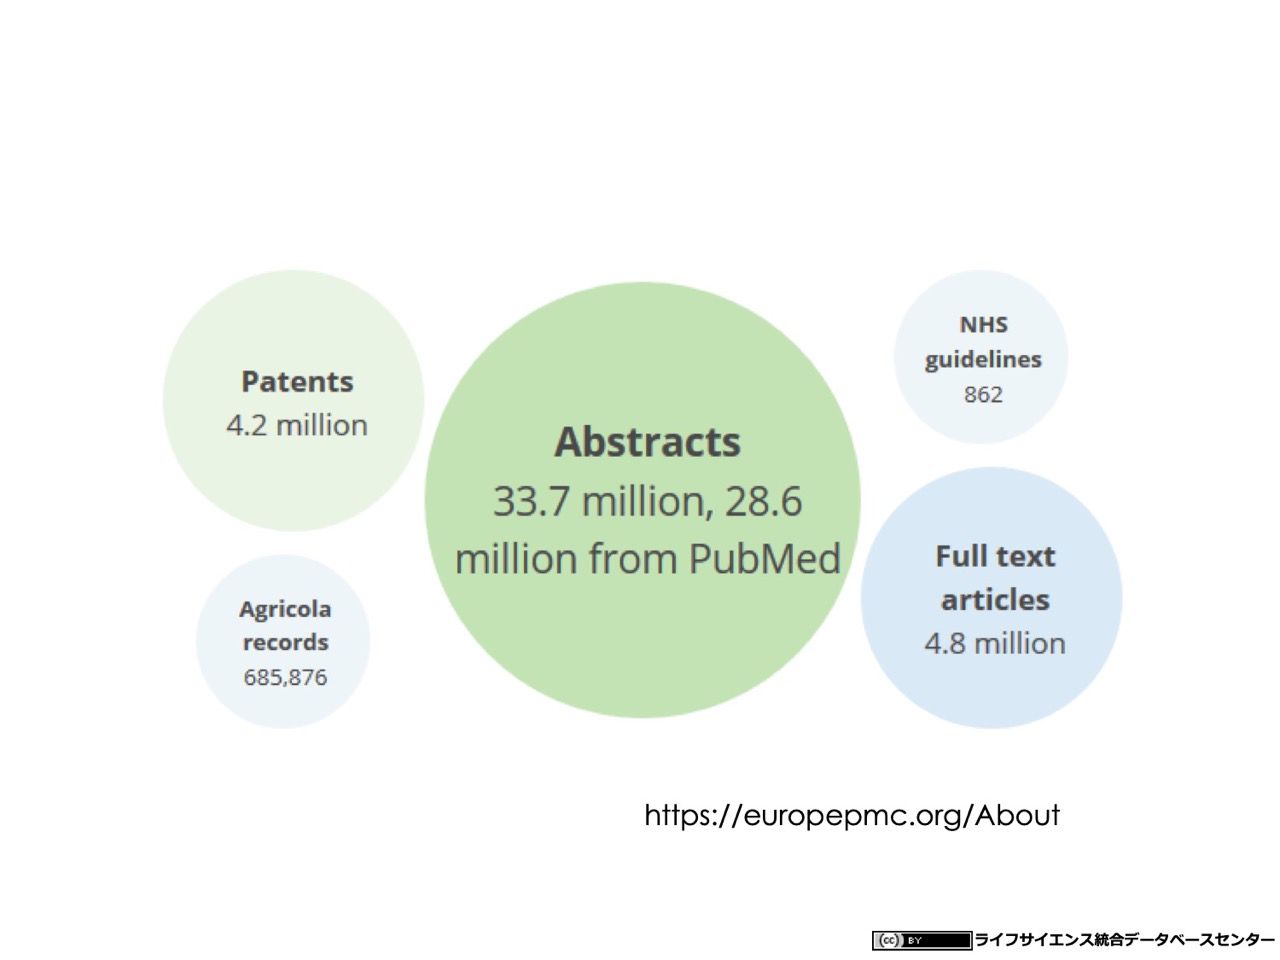 Patents
4.2 million
Agricola
records
685,876
Abstracts
33.7 million, 28.6
million from PubMed
NHS
guidelines
862
Full text
articles
4.8 million
https://europepmc.org/About
(cc) BY ライフサイエンス統合データベースセンター